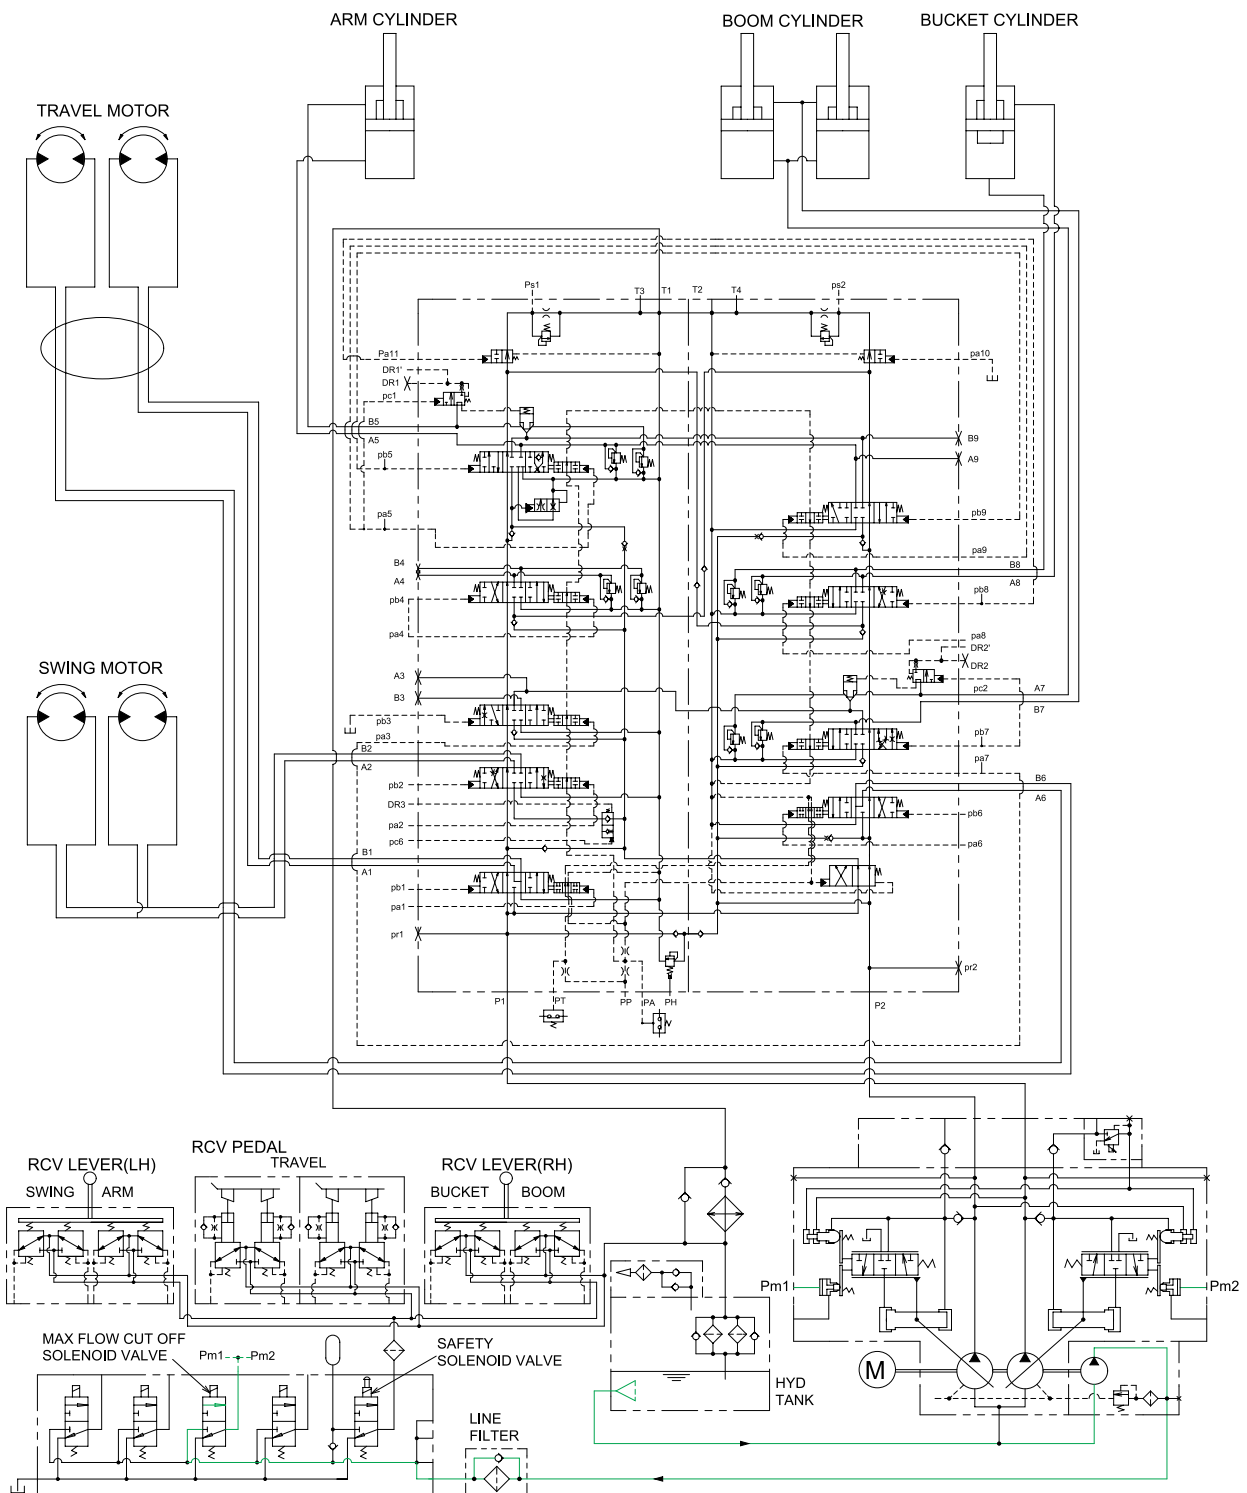 ARM CYLINDER
BOOM CYLINDER
BUCKET CYLINDER
TRAVEL MOTOR
Ps1
T3
T1
T2
T4
ps2
Pa11
pa10
DR1'
DR1
pc1
B5
A5
B9
A9
pb5
pa5
pb9
pa9
B4
A4
B8
A8
pb4
pb8
pa4
pa8
DR2'
DR2
SWING MOTOR
A3
B3
pc2
A7
B7
pb3
pa3
pb7
pa7
B2
A2
B6
A6
pb2
DR3
pa2
pc6
pb6
pa6
B1
A1
pb1
pa1
pr1
pr2
P1
PT
PP
PA
PH
P2
RCV LEVER(LH)
SWING
ARM
RCV PEDAL
TRAVEL
RCV LEVER(RH)
BUCKET
BOOM
Pm1
Pm2
MAX FLOW CUT OFF
SOLENOID VALVE
Pm1
Pm2
SAFETY
SOLENOID VALVE
HYD
TANK
M
LINE
FILTER